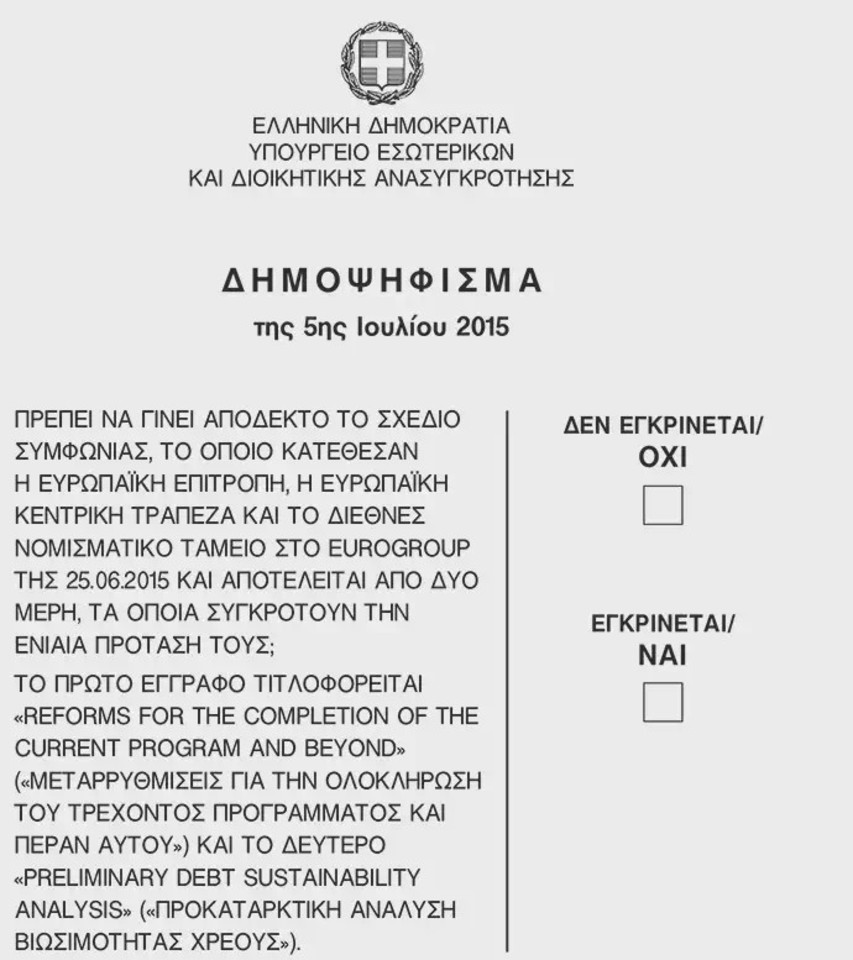 ΕΛΛΗΝΙΚΗ ΔΗΜΟΚΡΑΤΙΑ
ΥΠΟΥΡΓΕΙΟ ΕΣΩΤΕΡΙΚΩΝ
ΚΑΙ ΔΙΟΙΚΗΤΙΚΗΣ ΑΝΑΣΥΓΚΡΟΤΗΣΗΣ
ΔΗΜΟΨΗΦΙΣΜΑ
της 5ης Ιουλίου 2015
ΠΡΕΠΕΙ ΝΑ ΓΙΝΕΙ ΑΠΟΔΕΚΤΟ ΤΟ ΣΧΕΔΙΟ
ΣΥΜΦΩΝΙΑΣ, ΤΟ ΟΠΟΙΟ ΚΑΤΕΘΕΣΑΝ
Η ΕΥΡΩΠΑΪΚΗ ΕΠΙΤΡΟΠΗ, Η ΕΥΡΩΠΑΪΚΗ
ΚΕΝΤΡΙΚΗ ΤΡΑΠΕΖΑ ΚΑΙ ΤΟ ΔΙΕΘΝΕΣ
ΝΟΜΙΣΜΑΤΙΚΟ ΤΑΜΕΙΟ ΣΤΟ EUROGROUP
ΤΗΣ 25.06.2015 ΚΑΙ ΑΠΟΤΕΛΕΙΤΑΙ ΑΠΟ ΔΥΟ
ΜΕΡΗ, ΤΑ ΟΠΟΙΑ ΣΥΓΚΡΟΤΟΥΝ ΤΗΝ
ΕΝΙΑΙΑ ΠΡΟΤΑΣΗ ΤΟΥΣ;
ΤΟ ΠΡΩΤΟ ΕΓΓΡΑΦΟ ΤΙΤΛΟΦΟΡΕΙΤΑΙ
«REFORMS FOR THE COMPLETION OF THE
CURRENT PROGRAM AND BEYOND»
(«ΜΕΤΑΡΡΥΘΜΙΣΕΙΣ ΓΙΑ ΤΗΝ ΟΛΟΚΛΗΡΩΣΗ
ΤΟΥ ΤΡΕΧΟΝΤΟΣ ΠΡΟΓΡΑΜΜΑΤΟΣ ΚΑΙ
ΠΕΡΑΝ ΑΥΤΟΥ») ΚΑΙ ΤΟ ΔΕΥΤΕΡΟ
«PRELIMINARY DEBT SUSTAINABILITY
ANALYSIS» («ΠΡΟΚΑΤΑΡΚΤΙΚΗ ΑΝΑΛΥΣΗ
ΒΙΩΣΙΜΟΤΗΤΑΣ ΧΡΕΟΥΣ»).
ΔΕΝ ΕΓΚΡΙΝΕΤΑΙ/
ΟΧΙ
ΕΓΚΡΙΝΕΤΑΙ/
ΝΑΙ